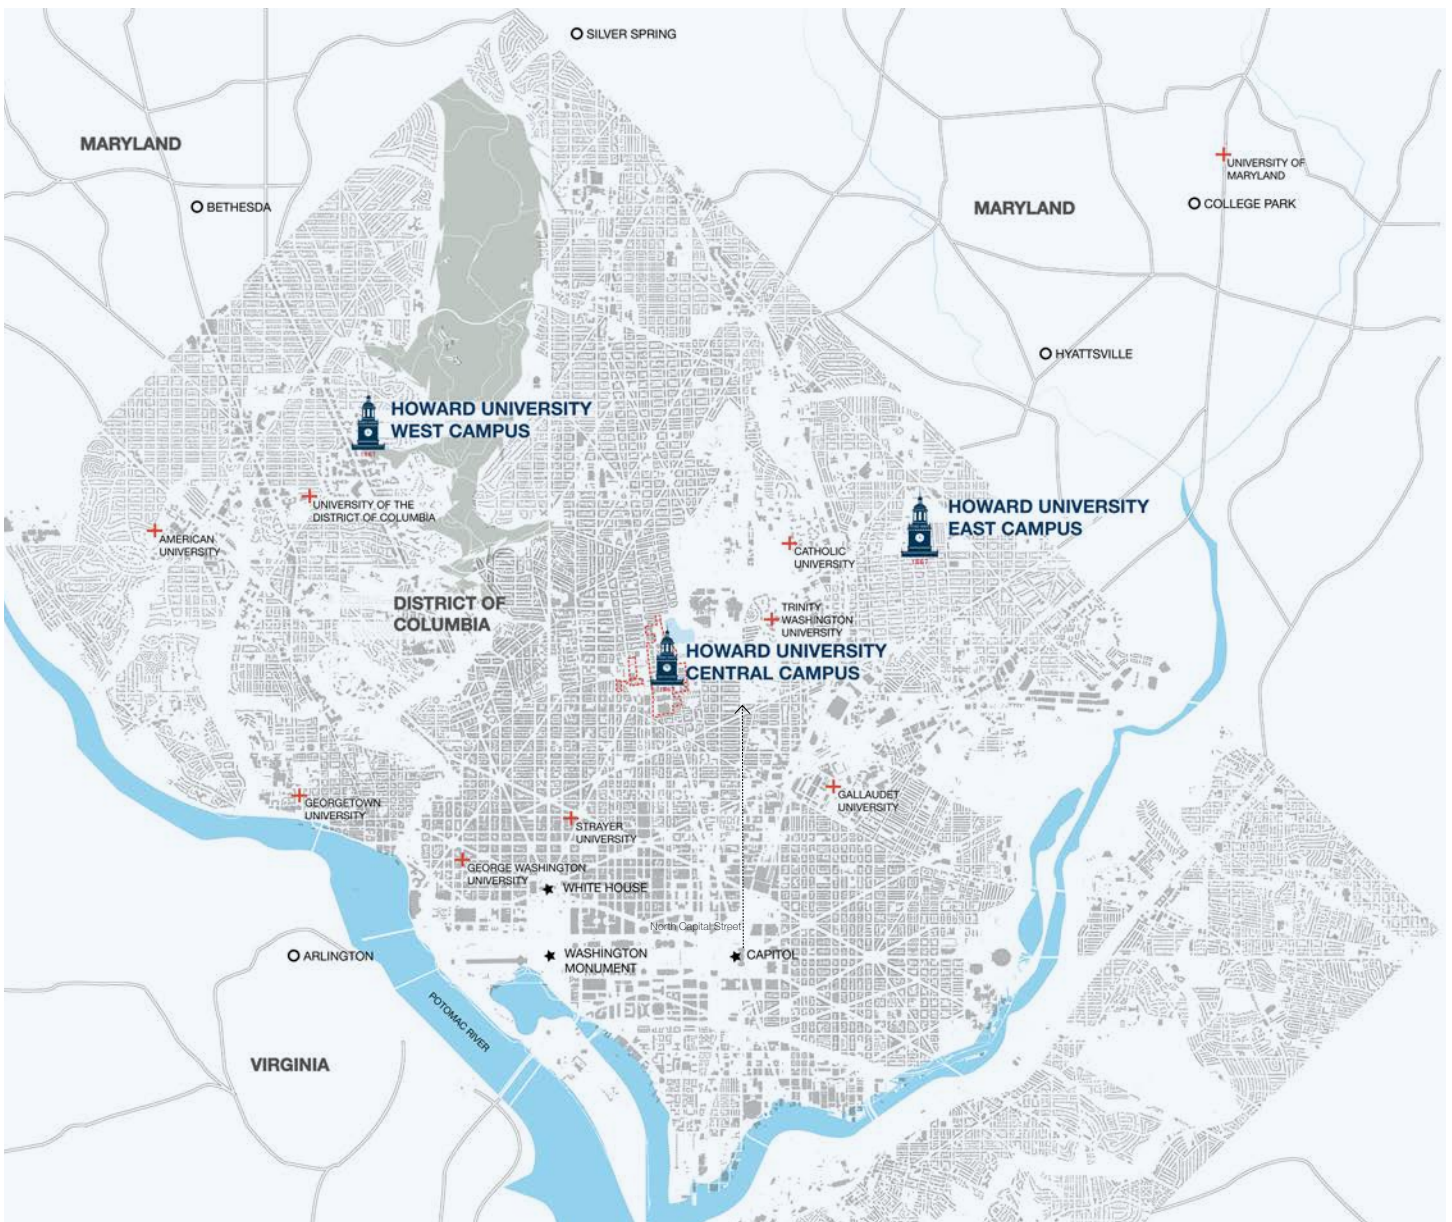 SILVER SPRING
MARYLAND
UNIVERSITY OF
MARYLAND
BETHESDA
MARYLAND
COLLEGE PARK
HYATTSVILLE
HOWARD UNIVERSITY
WEST CAMPUS
1867
UNIVERSITY OF THE
DISTRICT OF COLUMBIA
HOWARD UNIVERSITY
EAST CAMPUS
1867
AMERICAN
UNIVERSITY
CATHOLIC
UNIVERSITY
DISTRICT OF
COLUMBIA
TRINITY
WASHINGTON
UNIVERSITY
HOWARD UNIVERSITY
CENTRAL CAMPUS
1867
GEORGETOWN
UNIVERSITY
GALLAUDET
UNIVERSITY
STRAYER
UNIVERSITY
GEORGE WASHINGTON
UNIVERSITY
WHITE HOUSE
North Capital Street
ARLINGTON
WASHINGTON
MONUMENT
CAPITOL
POTOMAC RIVER
VIRGINIA